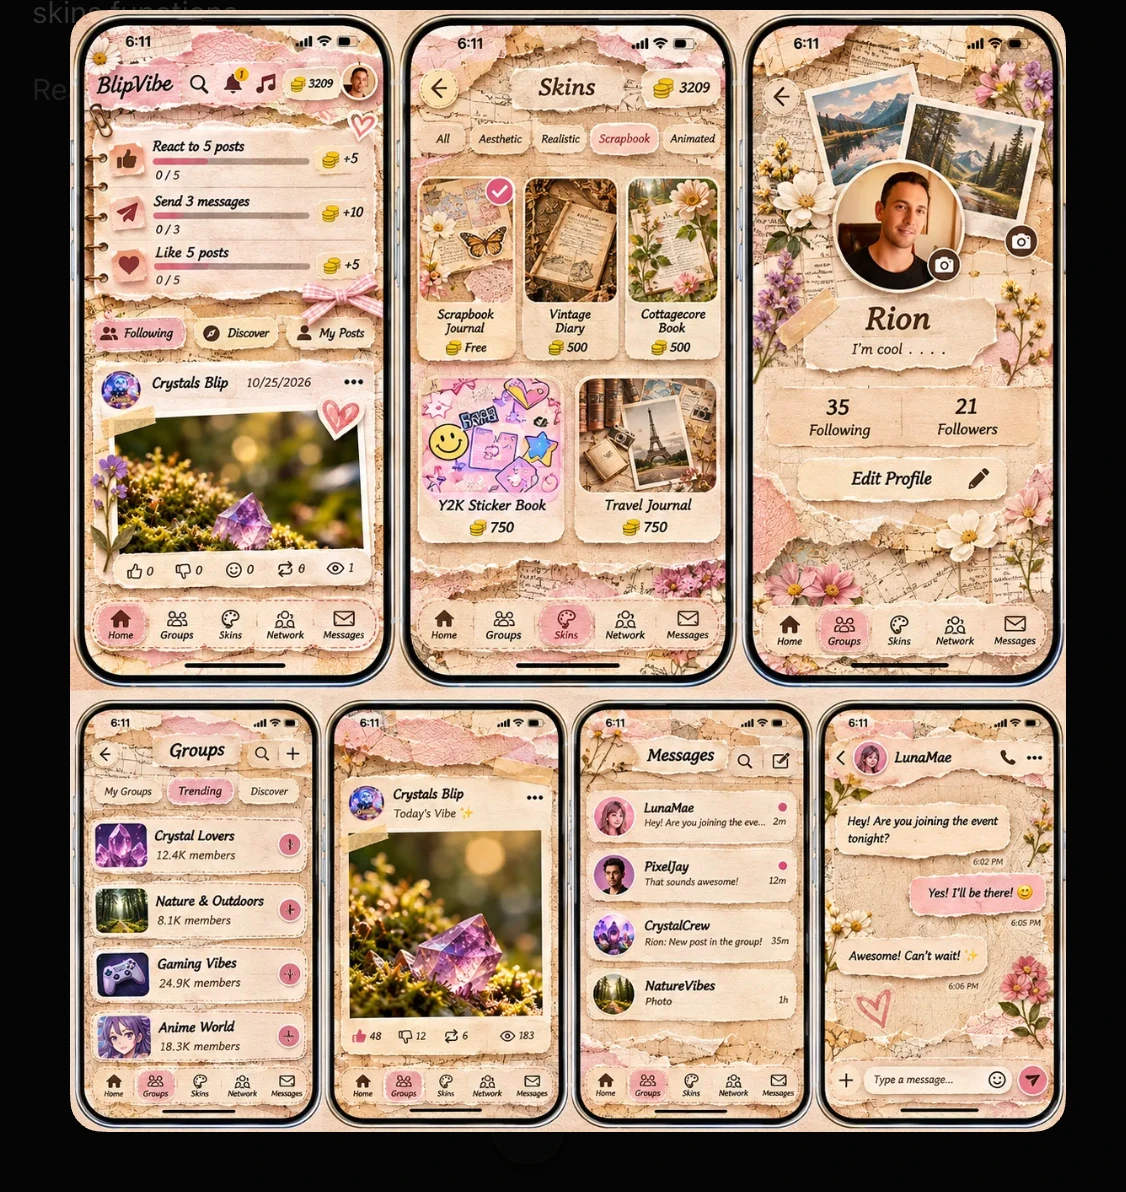 skins functions
Re
6:11
BlipVibe
1
3209
React to 5 posts
+5
0 / 5
Send 3 messages
+10
0 / 3
Like 5 posts
+5
0 / 5
Following
Discover
My Posts
Crystals Blip 10/25/2026
0 0 0 0 1
Home Groups Skins Network Messages
6:11
Skins
3209
All Aesthetic Realistic Scrapbook Animated
Scrapbook
Journal
Free
Vintage
Diary
500
Cottagecore
Book
500
Y2K Sticker Book
750
Travel Journal
750
Home Groups Skins Network Messages
6:11
Rion
I'm cool . . . .
35
Following
21
Followers
Edit Profile
Home Groups Skins Network Messages
6:11
Groups
My Groups Trending Discover
Crystal Lovers
12.4K members
Nature & Outdoors
8.1K members
Gaming Vibes
24.9K members
Anime World
18.3K members
Home Groups Skins Network Messages
6:11
Crystals Blip
Today's Vibe ✨
48 12 6 183
Home Groups Skins Network Messages
6:11
Messages
LunaMae
Hey! Are you joining the eve... 2m
PixelJay
That sounds awesome! 12m
CrystalCrew
Rion: New post in the group! 35m
NatureVibes
Photo 1h
Home Groups Skins Network Messages
6:11
LunaMae
Hey! Are you joining the event
tonight?
6:02 PM
Yes! I'll be there! 😊
6:05 PM
Awesome! Can't wait! ✨
6:06 PM
Type a message...